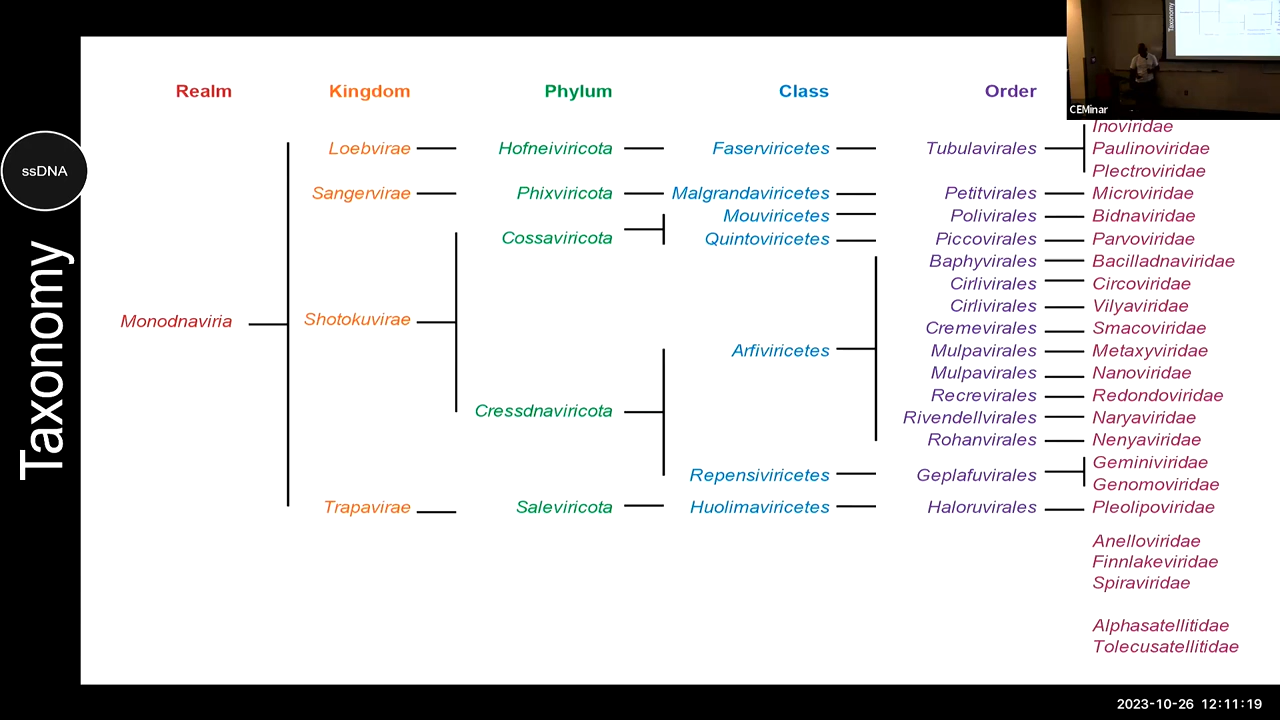 Taxonomy
CEMinar
Realm Kingdom Phylum Class Order
Inoviridae
Loebvirae Hofneiviricota Faserviricetes Tubulavirales Paulinoviridae
ssDNA Plectroviridae
Sangervirae Phixviricota Malgrandaviricetes Petitvirales Microviridae
Mouviricetes Polivirales Bidnaviridae
Cossaviricota Quintoviricetes Piccovirales Parvoviridae
Baphyvirales Bacilladnaviridae
Cirlivirales Circoviridae
Cirlivirales Vilyaviridae
Monodnaviria Shotokuvirae Cremevirales Smacoviridae
Arfiviricetes Mulpavirales Metaxyviridae
Taxonomy Mulpavirales Nanoviridae
Recrevirales Redondoviridae
Cressdnaviricota Rivendellvirales Naryaviridae
Rohanvirales Nenyaviridae
Geminiviridae
Repensiviricetes Geplafuvirales
Genomoviridae
Trapavirae Saleviricota Huolimaviricetes Haloruvirales Pleolipoviridae
Anelloviridae
Finnlakeviridae
Spiraviridae
Alphasatellitidae
Tolecusatellitidae
2023-10-26 12:11:19